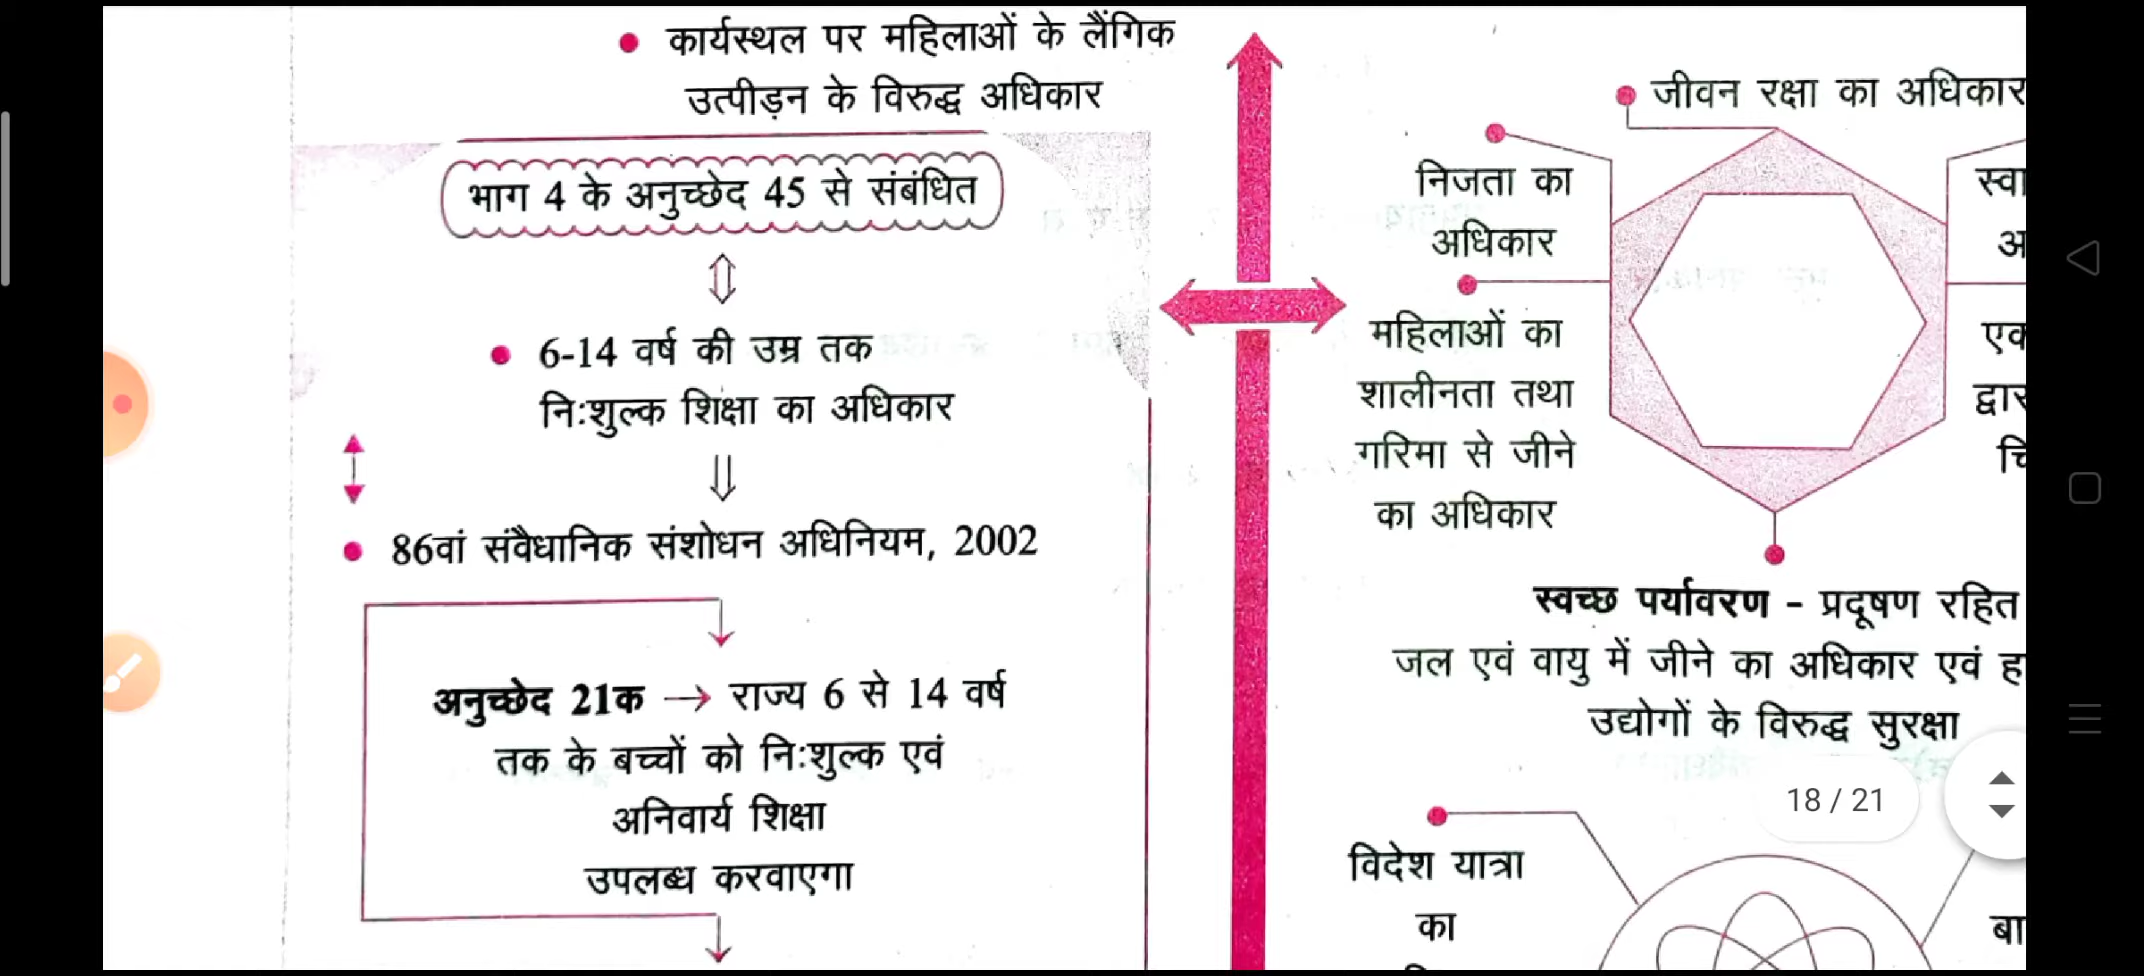 कार्यस्थल पर महिलाओं के लैंगिक
उत्पीड़न के विरुद्ध अधिकार
भाग 4 के अनुच्छेद 45 से संबंधित
6-14 वर्ष की उम्र तक
निःशुल्क शिक्षा का अधिकार
86वां संवैधानिक संशोधन अधिनियम, 2002
अनुच्छेद 21क → राज्य 6 से 14 वर्ष
तक के बच्चों को निःशुल्क एवं
अनिवार्य शिक्षा
उपलब्ध करवाएगा
जीवन रक्षा का अधिकार
निजता का
अधिकार
महिलाओं का
शालीनता तथा
गरिमा से जीने
का अधिकार
स्वच्छ पर्यावरण - प्रदूषण रहित
जल एवं वायु में जीने का अधिकार एवं
उद्योगों के विरुद्ध सुरक्षा
18 / 21
विदेश यात्रा
का